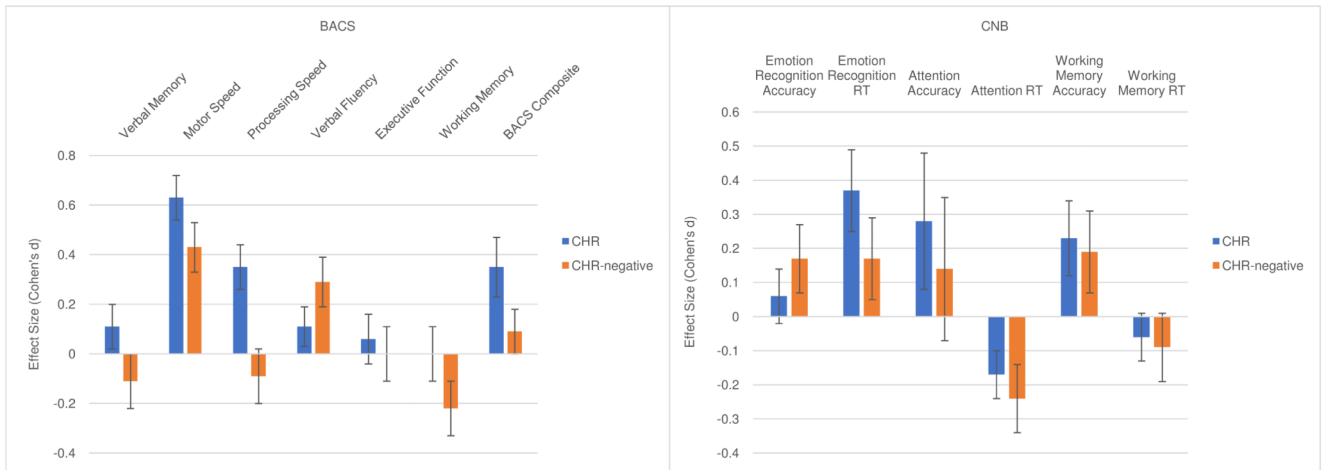 BACS
Verbal Memory
Motor Speed
Processing Speed
Verbal Fluency
Executive Function
Working Memory
BACS Composite
0.8
0.6
0.4
0.2
0
-0.2
-0.4
Effect Size (Cohen's d)
CHR
CHR-negative
CNB
Emotion
Recognition
Accuracy
Emotion
Recognition
RT
Attention
Accuracy
Attention RT
Working
Memory
Accuracy
Working
Memory RT
0.6
0.5
0.4
0.3
0.2
0.1
0
-0.1
-0.2
-0.3
-0.4
Effect Size (Cohen's d)
CHR
CHR-negative